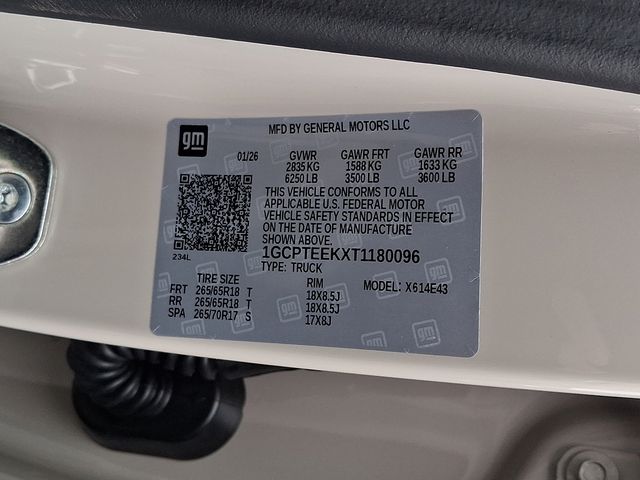 gm
MFD BY GENERAL MOTORS LLC
01/26 GVWR GAWR FRT GAWR RR
2835 KG 1588 KG 1633 KG
6250 LB 3500 LB 3600 LB
THIS VEHICLE CONFORMS TO ALL
APPLICABLE U.S. FEDERAL MOTOR
VEHICLE SAFETY STANDARDS IN EFFECT
ON THE DATE OF MANUFACTURE
SHOWN ABOVE.
234L
1GCPTEEKXT1180096
TYPE: TRUCK
TIRE SIZE RIM MODEL: X614E43
FRT 265/65R18 T 18X8.5J
RR 265/65R18 T 18X8.5J
SPA 265/70R17 S 17X8J